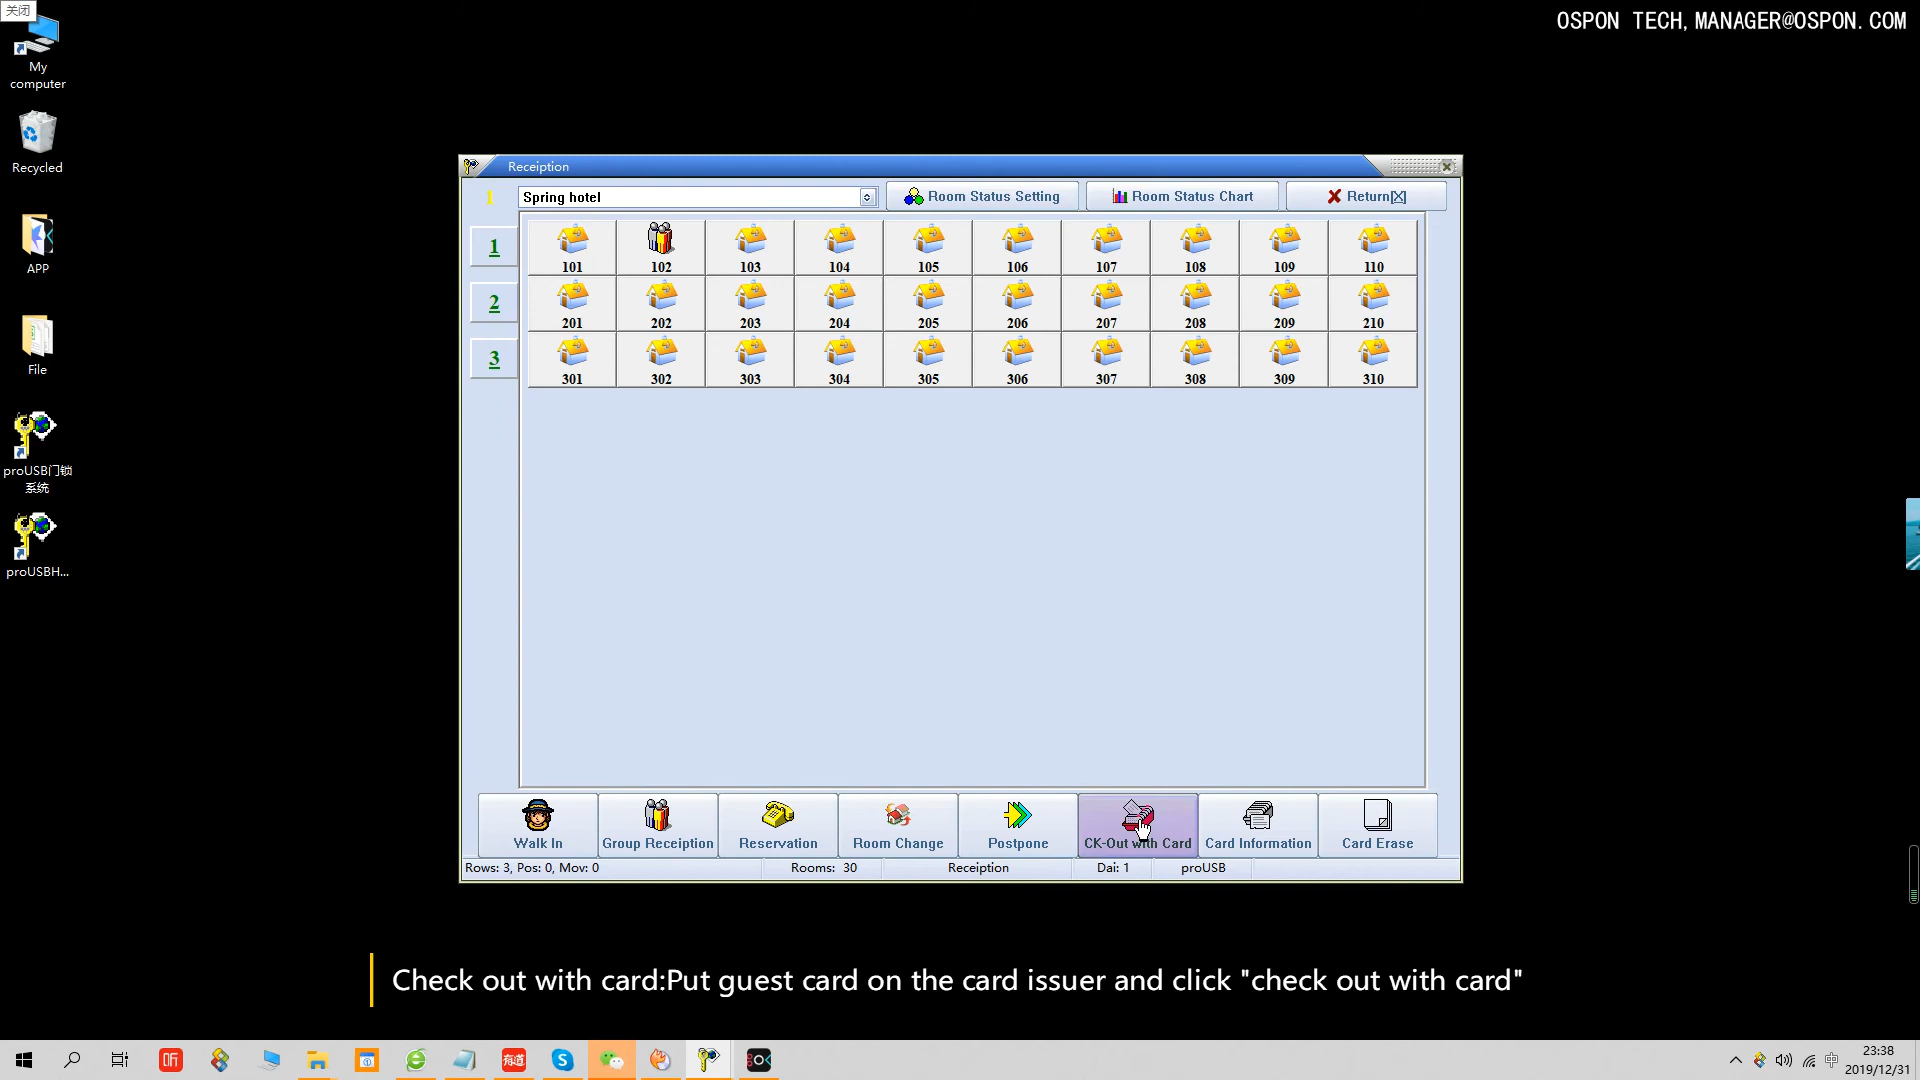 关闭
OSPON TECH,MANAGER@OSPON.COM
My
computer
Recycled
APP
File
proUSB门锁
系统
proUSBH...
Receiption
1
Spring hotel
Room Status Setting
Room Status Chart
Return[X]
1
101 102 103 104 105 106 107 108 109 110
2
201 202 203 204 205 206 207 208 209 210
3
301 302 303 304 305 306 307 308 309 310
Walk In
Group Receiption
Reservation
Room Change
Postpone
CK-Out with Card
Card Information
Card Erase
Rows: 3, Pos: 0, Mov: 0
Rooms: 30
Receiption
Dai: 1
proUSB
Check out with card:Put guest card on the card issuer and click "check out with card"
听
有道
中
23:38
2019/12/31